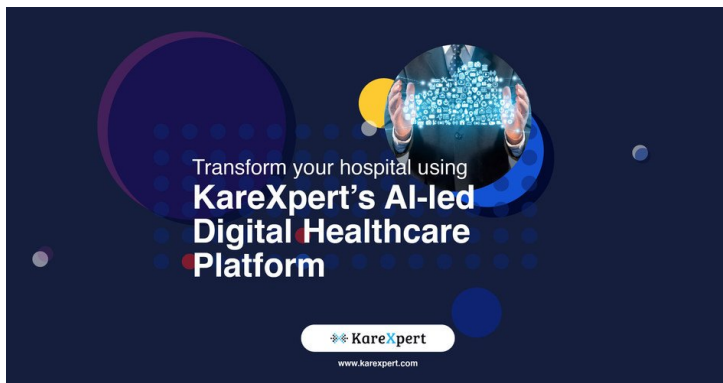 Transform your hospital using
KareXpert's AI-led
Digital Healthcare
Platform
KareXpert
www.karexpert.com